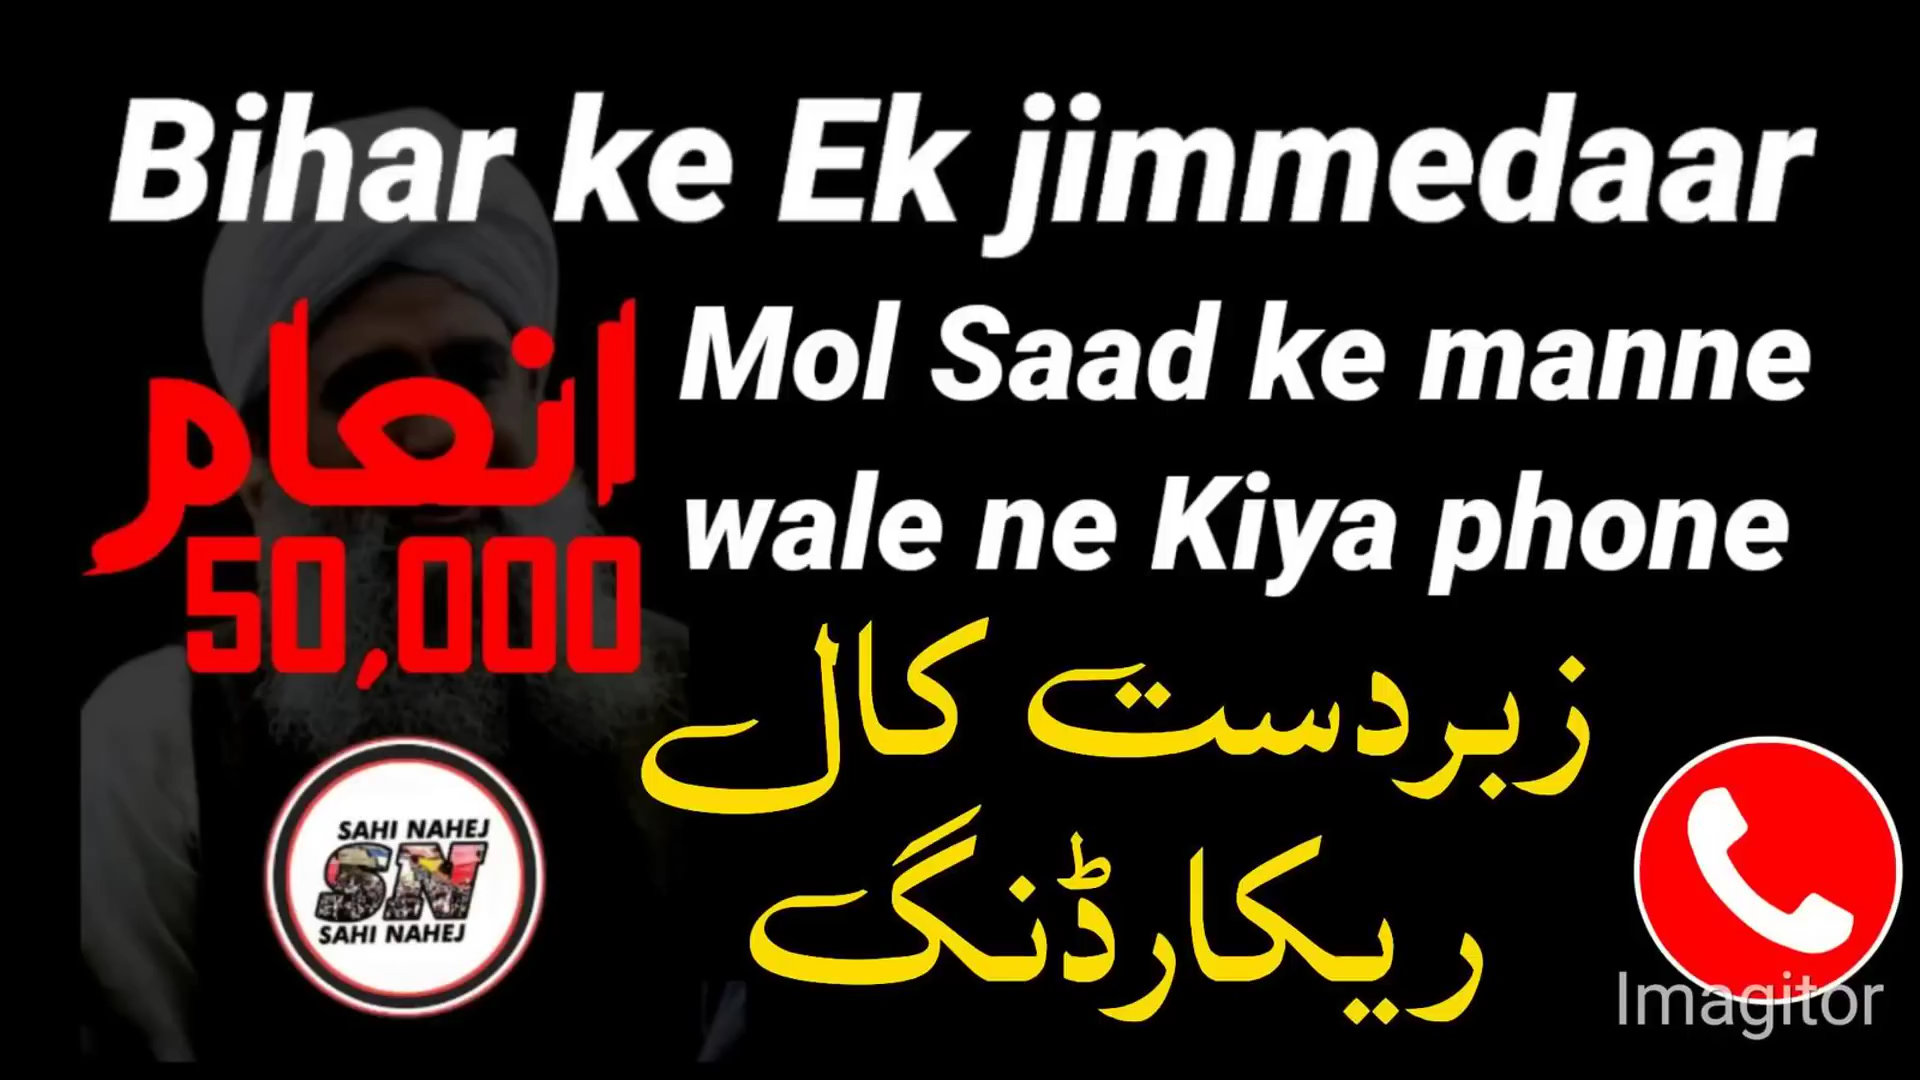 Bihar ke Ek jimmedaar
Mol Saad ke manne
wale ne Kiya phone
انعام
50,000
زبردست کال
ریکارڈنگ
SAHI NAHEJ
SN
SAHI NAHEJ
Imagitor